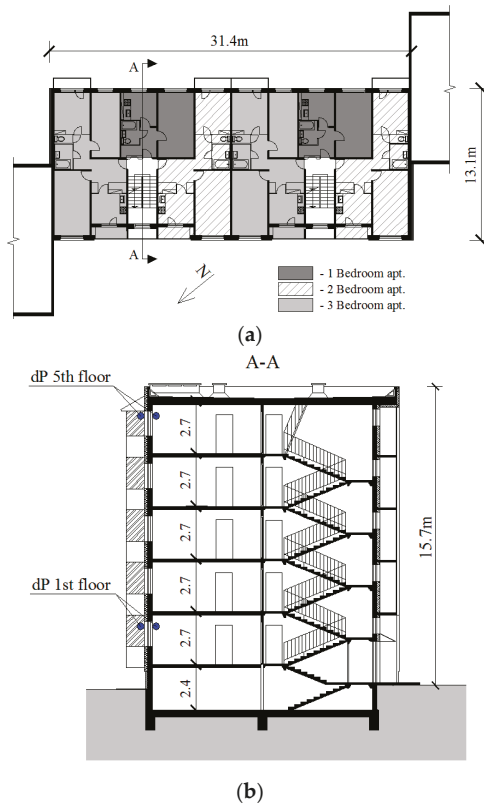 31.4m
A
13.1m
A
N
- 1 Bedroom apt.
- 2 Bedroom apt.
- 3 Bedroom apt.
(a)
A-A
dP 5th floor
2.7
2.7
2.7
2.7
15.7m
dP 1st floor
2.7
2.4
(b)